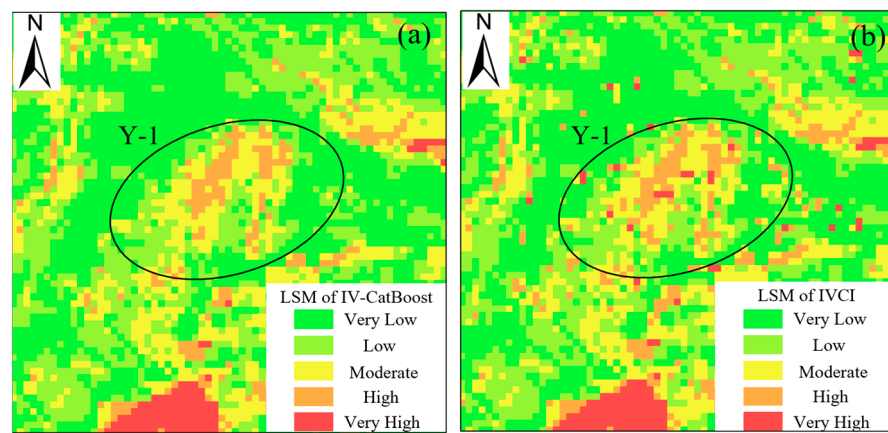 N
(a)
Y-1
LSM of IV-CatBoost
Very Low
Low
Moderate
High
Very High
N
(b)
Y-1
LSM of IVCI
Very Low
Low
Moderate
High
Very High